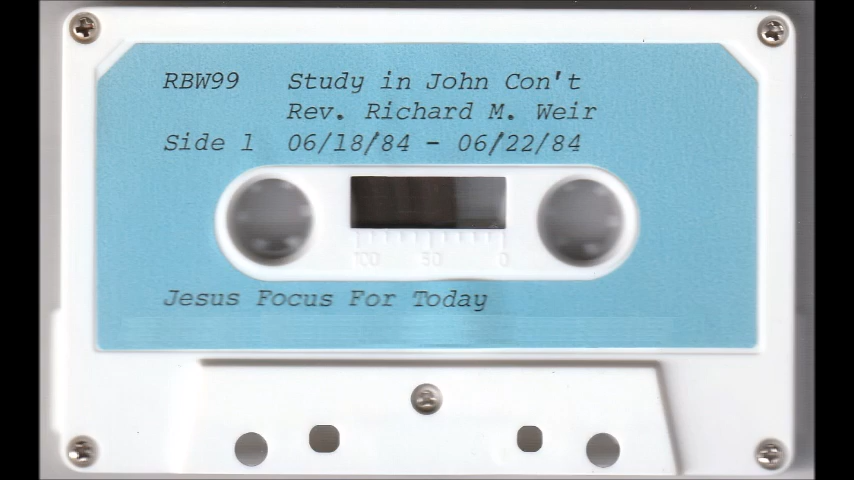 RBW99 Study in John Con't
Rev. Richard M. Weir
Side 1 06/18/84 - 06/22/84
100 50 0
Jesus Focus For Today